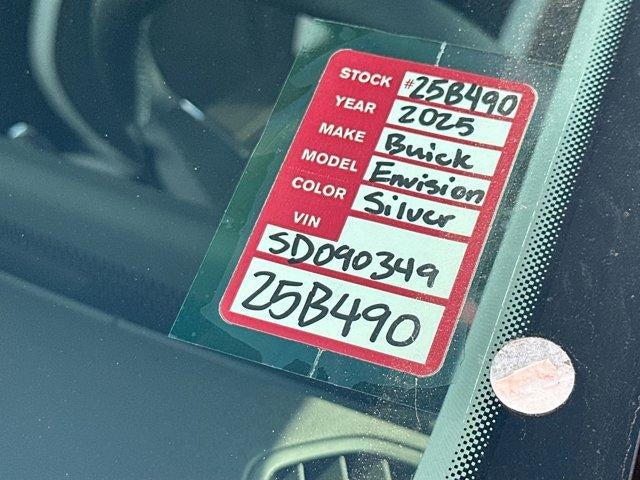 STOCK #25B490
YEAR 2025
MAKE Buick
MODEL Envision
COLOR Silver
VIN
SD090349
25B490